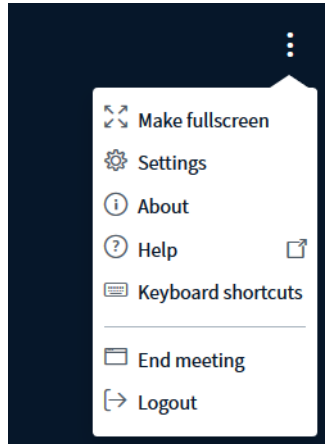 Make fullscreen
Settings
About
Help
Keyboard shortcuts
End meeting
Logout